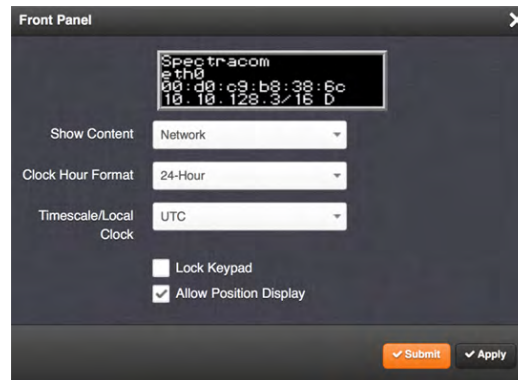 Front Panel
Spectracom
eth0
00:d0:c9:b8:38:6c
10.10.128.3/16 D
Show Content
Network
Clock Hour Format
24-Hour
Timescale/Local
Clock
UTC
Lock Keypad
Allow Position Display
Submit
Apply